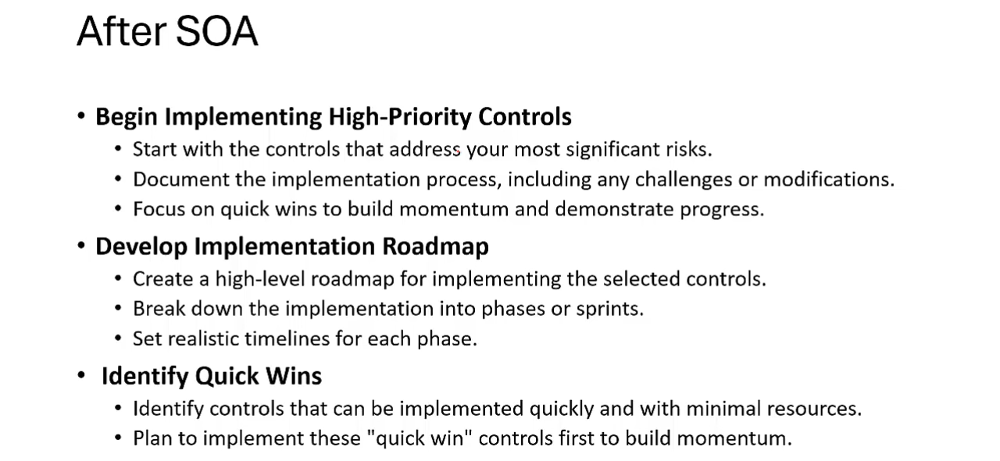 After SOA
• Begin Implementing High-Priority Controls
• Start with the controls that address your most significant risks.
• Document the implementation process, including any challenges or modifications.
• Focus on quick wins to build momentum and demonstrate progress.
• Develop Implementation Roadmap
• Create a high-level roadmap for implementing the selected controls.
• Break down the implementation into phases or sprints.
• Set realistic timelines for each phase.
• Identify Quick Wins
• Identify controls that can be implemented quickly and with minimal resources.
• Plan to implement these "quick win" controls first to build momentum.